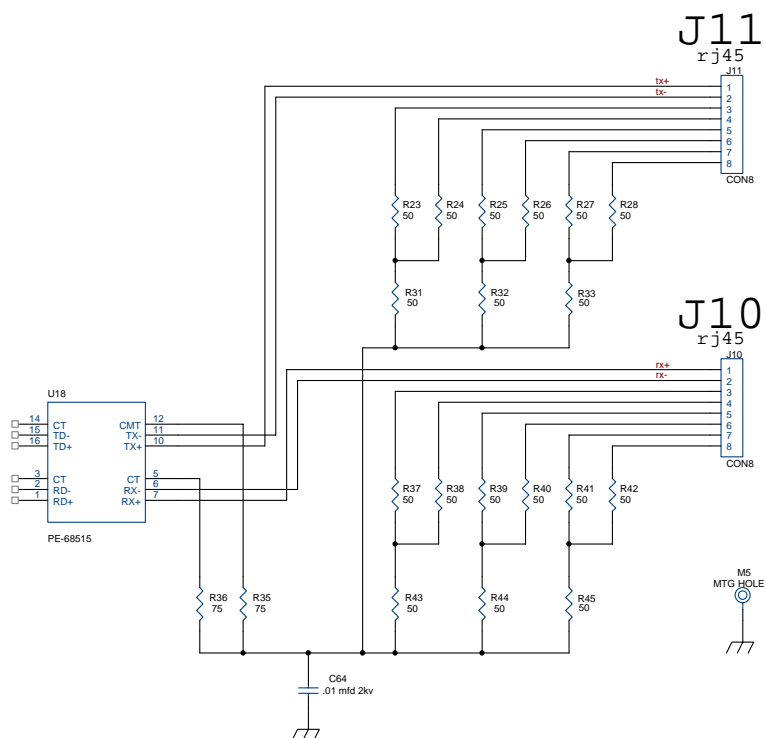 J11
rj45
J11
tx+ 1
tx- 2
3
4
5
6
7
8
CON8
R23 50
R24 50
R25 50
R26 50
R27 50
R28 50
R31 50
R32 50
R33 50
J10
rj45
J10
rx+ 1
rx- 2
3
4
5
6
7
8
CON8
U18
14 CT CMT 12
15 TD- TX- 11
16 TD+ TX+ 10
3 CT CT 5
2 RD- RX- 6
1 RD+ RX+ 7
PE-68515
R37 50
R38 50
R39 50
R40 50
R41 50
R42 50
R36 75
R35 75
R43 50
R44 50
R45 50
M5
MTG HOLE
C64
.01 mfd 2kv